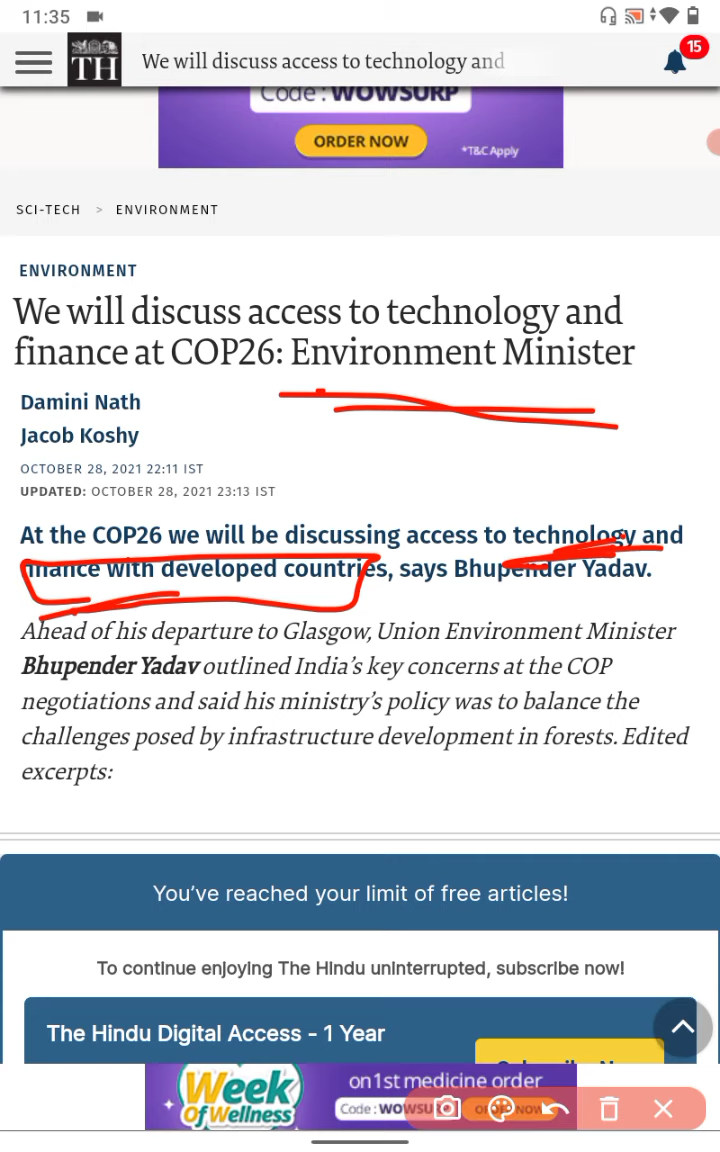 11:35
TH
We will discuss access to technology and
15
Code : WOWSURP
ORDER NOW
*T&C Apply
SCI-TECH > ENVIRONMENT
ENVIRONMENT
We will discuss access to technology and
finance at COP26: Environment Minister
Damini Nath
Jacob Koshy
OCTOBER 28, 2021 22:11 IST
UPDATED: OCTOBER 28, 2021 23:13 IST
At the COP26 we will be discussing access to technology and
finance with developed countries, says Bhupender Yadav.
Ahead of his departure to Glasgow, Union Environment Minister
Bhupender Yadav outlined India's key concerns at the COP
negotiations and said his ministry's policy was to balance the
challenges posed by infrastructure development in forests. Edited
excerpts:
You've reached your limit of free articles!
To continue enjoying The Hindu uninterrupted, subscribe now!
The Hindu Digital Access - 1 Year
Week
Of Wellness
on 1st medicine order
Code: WOWSU